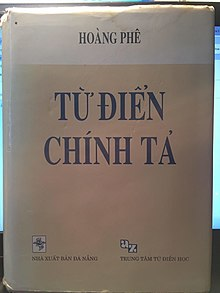 HOÀNG PHÊ
TỪ ĐIỂN
CHÍNH TẢ
NHÀ XUẤT BẢN ĐÀ NẴNG
TRUNG TÂM TỪ ĐIỂN HỌC